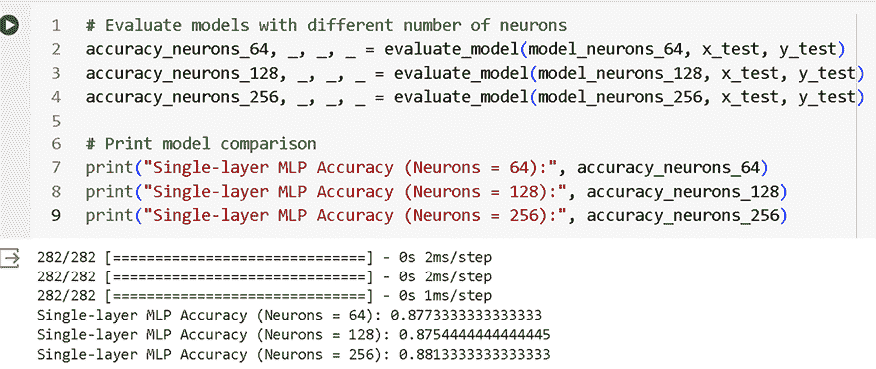 1 # Evaluate models with different number of neurons
2 accuracy_neurons_64, _, _, _ = evaluate_model(model_neurons_64, x_test, y_test)
3 accuracy_neurons_128, _, _, _ = evaluate_model(model_neurons_128, x_test, y_test)
4 accuracy_neurons_256, _, _, _ = evaluate_model(model_neurons_256, x_test, y_test)
5
6 # Print model comparison
7 print("Single-layer MLP Accuracy (Neurons = 64):", accuracy_neurons_64)
8 print("Single-layer MLP Accuracy (Neurons = 128):", accuracy_neurons_128)
9 print("Single-layer MLP Accuracy (Neurons = 256):", accuracy_neurons_256)
282/282 [==============================] - 0s 2ms/step
282/282 [==============================] - 0s 2ms/step
282/282 [==============================] - 0s 1ms/step
Single-layer MLP Accuracy (Neurons = 64): 0.8773333333333333
Single-layer MLP Accuracy (Neurons = 128): 0.8754444444444445
Single-layer MLP Accuracy (Neurons = 256): 0.8813333333333333